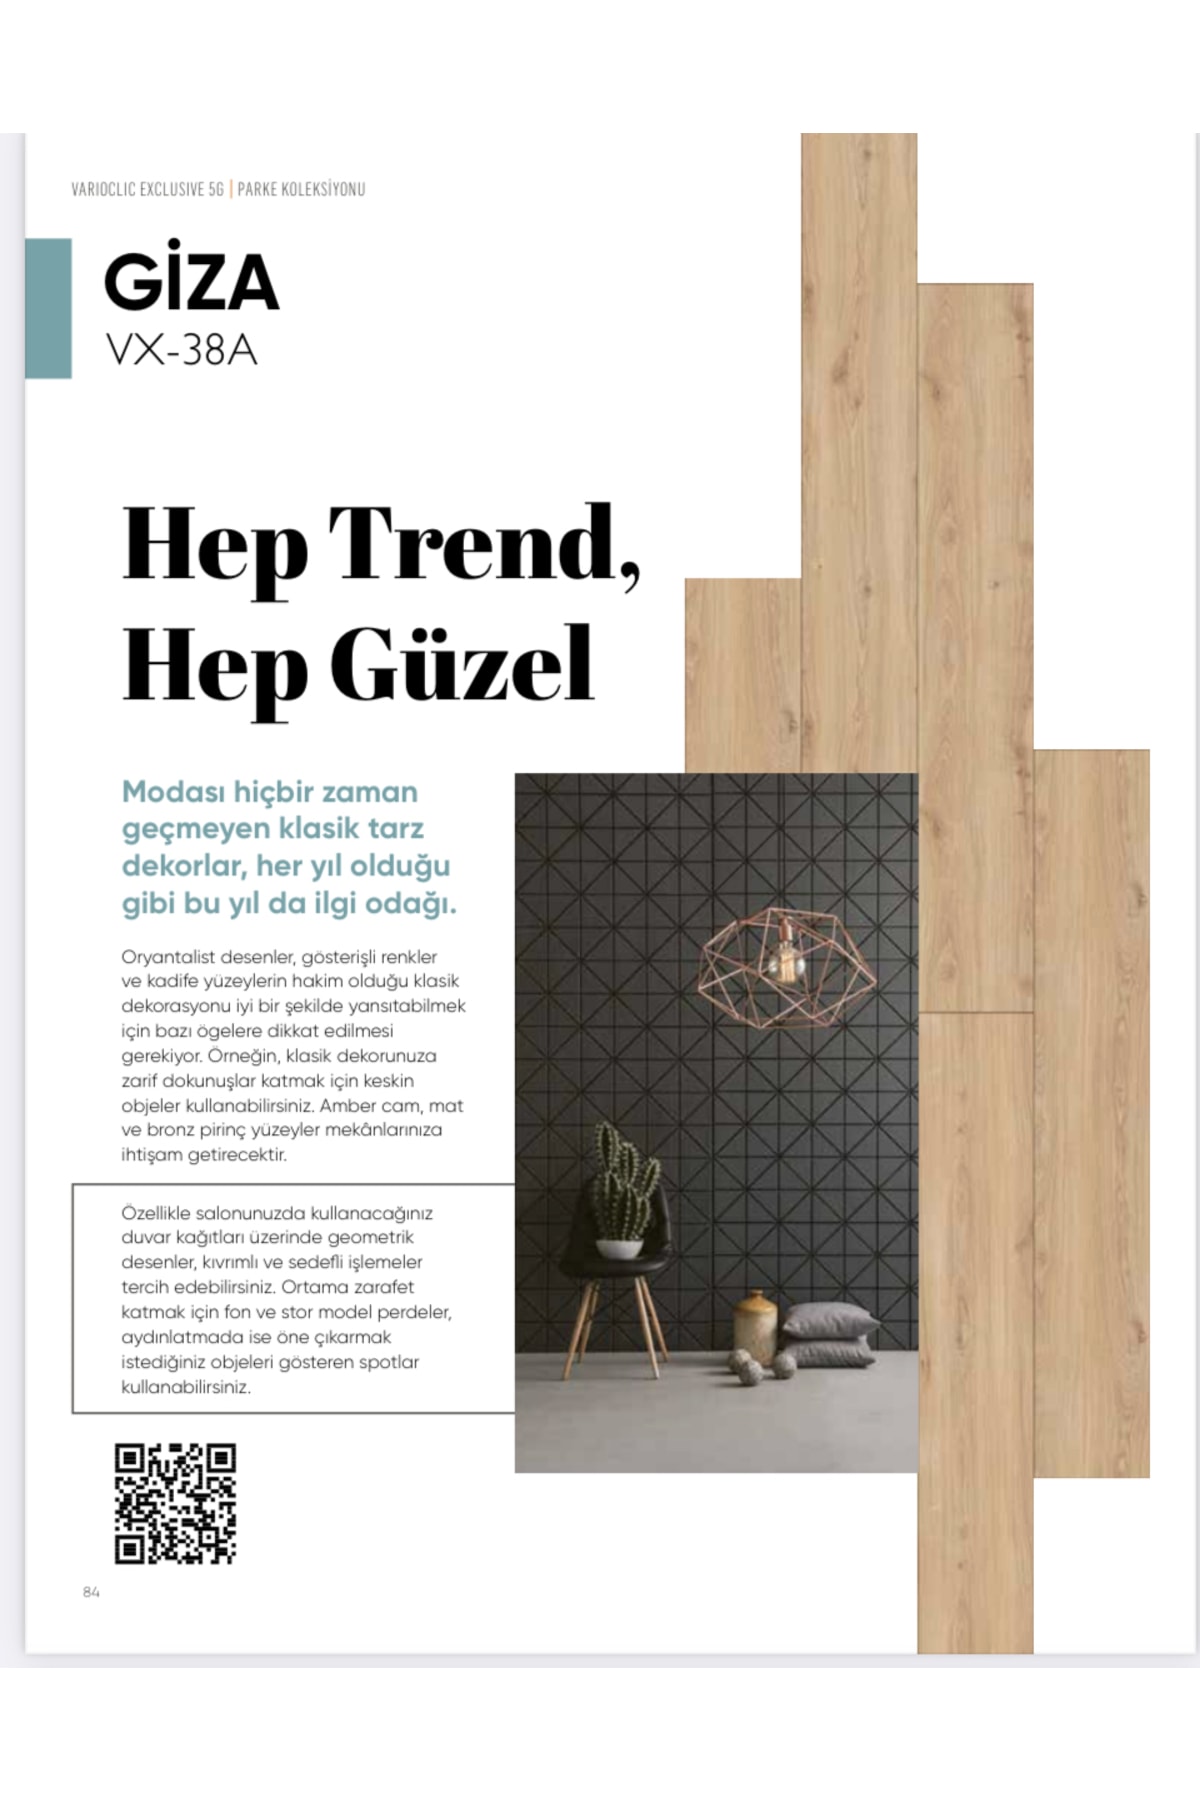 VARIOCLIC EXCLUSIVE 5G | PARKE KOLEKSİYONU
GİZA
VX-38A
Hep Trend,
Hep Güzel
Modası hiçbir zaman
geçmeyen klasik tarz
dekorlar, her yıl olduğu
gibi bu yıl da ilgi odağı.
Oryantalist desenler, gösterişli renkler
ve kadife yüzeylerin hakim olduğu klasik
dekorasyonu iyi bir şekilde yansıtabilmek
için bazı ögelere dikkat edilmesi
gerekiyor. Örneğin, klasik dekorunuza
zarif dokunuşlar katmak için keskin
objeler kullanabilirsiniz. Amber cam, mat
ve bronz pirinç yüzeyler mekânlarınıza
ihtişam getirecektir.
Özellikle salonunuzda kullanacağınız
duvar kağıtları üzerinde geometrik
desenler, kıvrımlı ve sedefli işlemeler
tercih edebilirsiniz. Ortama zarafet
katmak için fon ve stor model perdeler,
aydınlatmada ise öne çıkarmak
istediğiniz objeleri gösteren spotlar
kullanabilirsiniz.
84